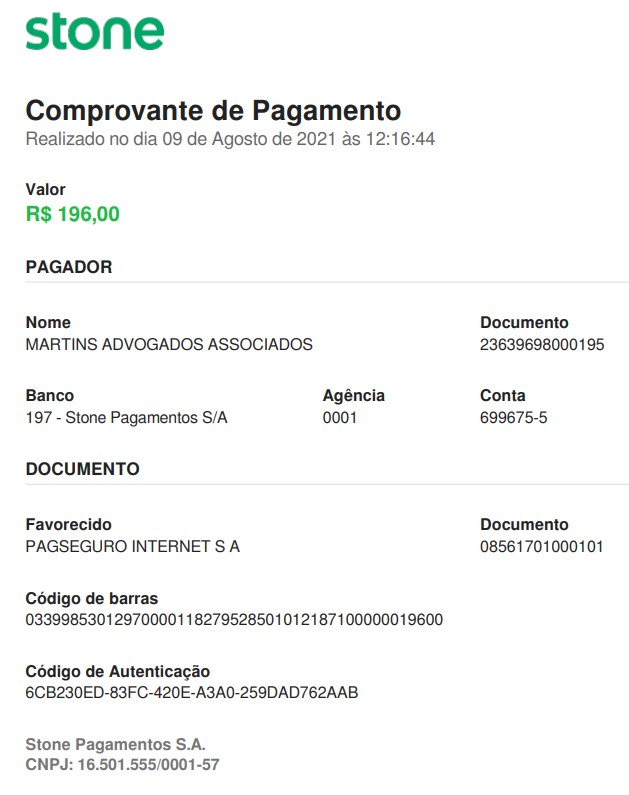 stone
Comprovante de Pagamento
Realizado no dia 09 de Agosto de 2021 às 12:16:44
Valor
R$ 196,00
PAGADOR
Nome Documento
MARTINS ADVOGADOS ASSOCIADOS 23639698000195
Banco Agência Conta
197 - Stone Pagamentos S/A 0001 699675-5
DOCUMENTO
Favorecido Documento
PAGSEGURO INTERNET S A 08561701000101
Código de barras
03399853012970000118279528501012187100000019600
Código de Autenticação
6CB230ED-83FC-420E-A3A0-259DAD762AAB
Stone Pagamentos S.A.
CNPJ: 16.501.555/0001-57